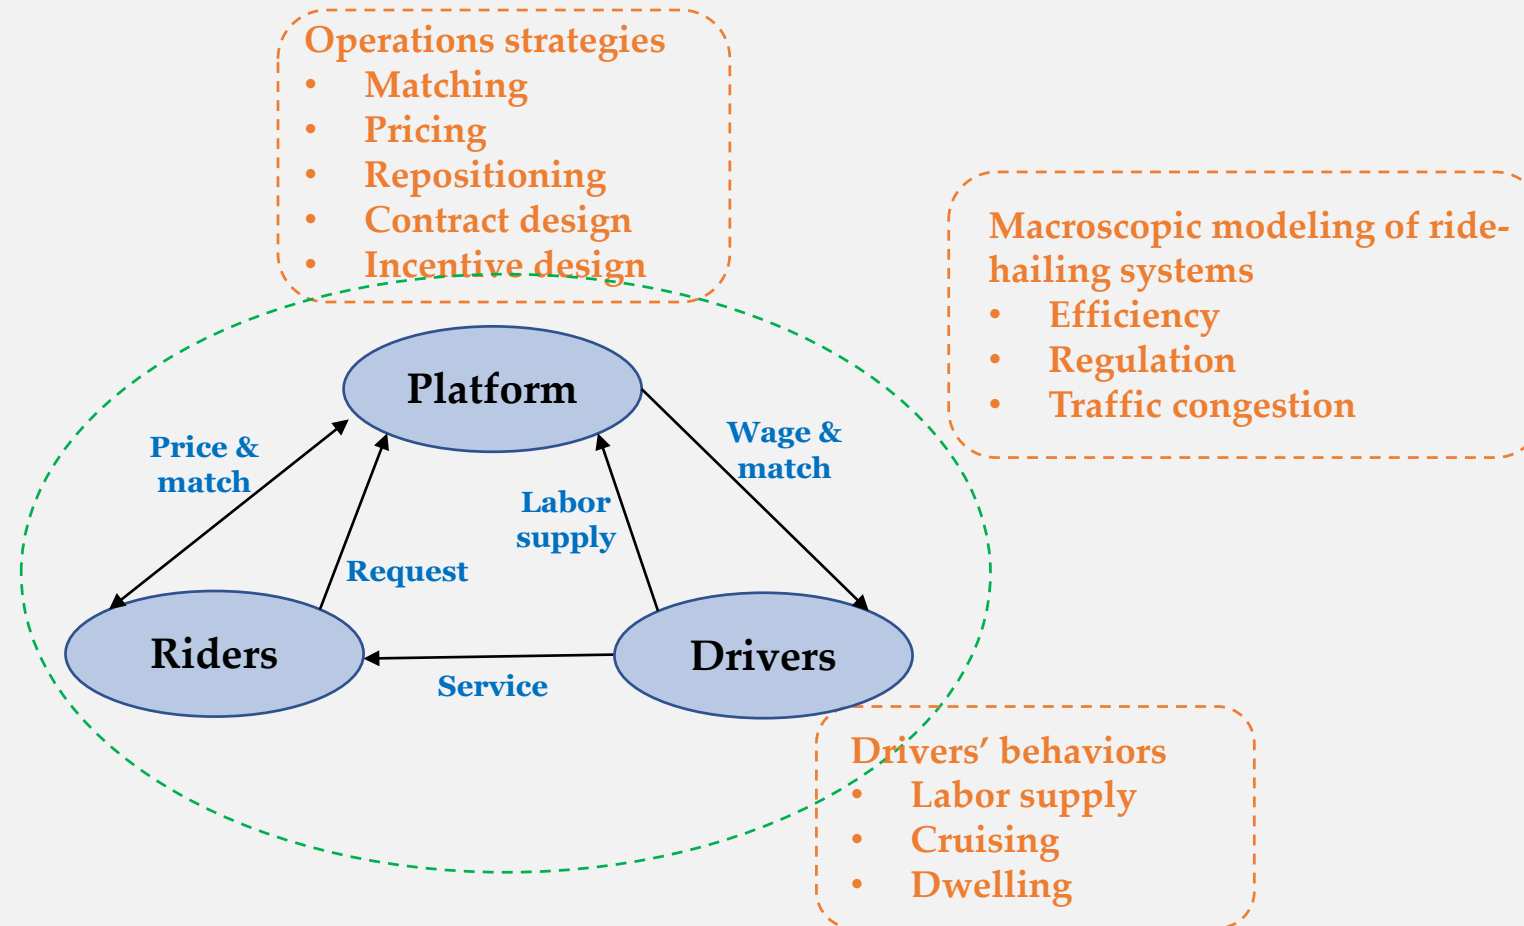 Operations strategies
• Matching
• Pricing
• Repositioning
• Contract design
• Incentive design
Macroscopic modeling of ride-
hailing systems
• Efficiency
• Regulation
• Traffic congestion
Platform
Price &
match
Wage &
match
Labor
supply
Request
Riders
Drivers
Service
Drivers’ behaviors
• Labor supply
• Cruising
• Dwelling